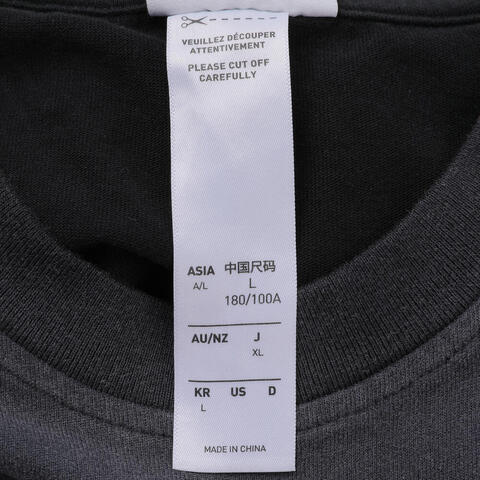 VEUILLEZ DÉCOUPER
ATTENTIVEMENT
PLEASE CUT OFF
CAREFULLY
ASIA 中国尺码
A/L L
180/100A
AU/NZ J
XL
KR US D
L
MADE IN CHINA